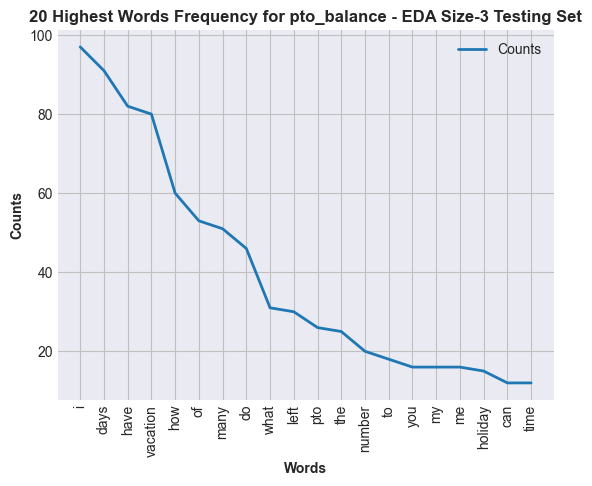 20 Highest Words Frequency for pto_balance - EDA Size-3 Testing Set
100
80
60
40
20
Counts
Counts
i
days
have
vacation
how
of
many
do
what
left
pto
the
number
to
you
my
me
holiday
can
time
Words